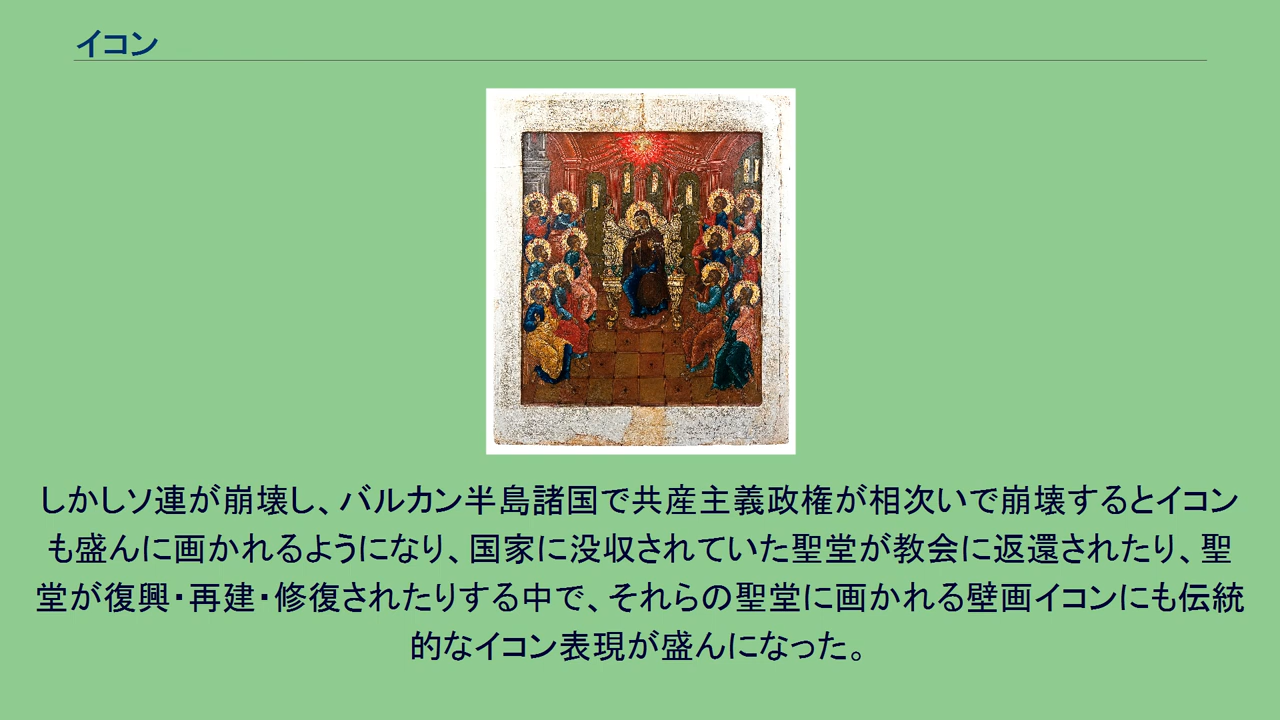 イコン
しかしソ連が崩壊し、バルカン半島諸国で共産主義政権が相次いで崩壊するとイコン
も盛んに画かれるようになり、国家に没収されていた聖堂が教会に返還されたり、聖
堂が復興・再建・修復されたりする中で、それらの聖堂に画かれる壁画イコンにも伝統
的なイコン表現が盛んになった。